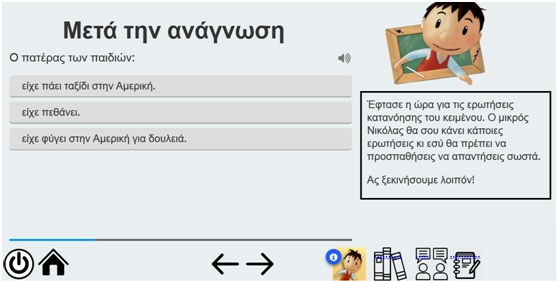 Μετά την ανάγνωση
Ο πατέρας των παιδιών:
είχε πάει ταξίδι στην Αμερική.
είχε πεθάνει.
είχε φύγει στην Αμερική για δουλειά.
Έφτασε η ώρα για τις ερωτήσεις
κατανόησης του κειμένου. Ο μικρός
Νικόλας θα σου κάνει κάποιες
ερωτήσεις κι εσύ θα πρέπει να
προσπαθήσεις να απαντήσεις σωστά.
Ας ξεκινήσουμε λοιπόν!